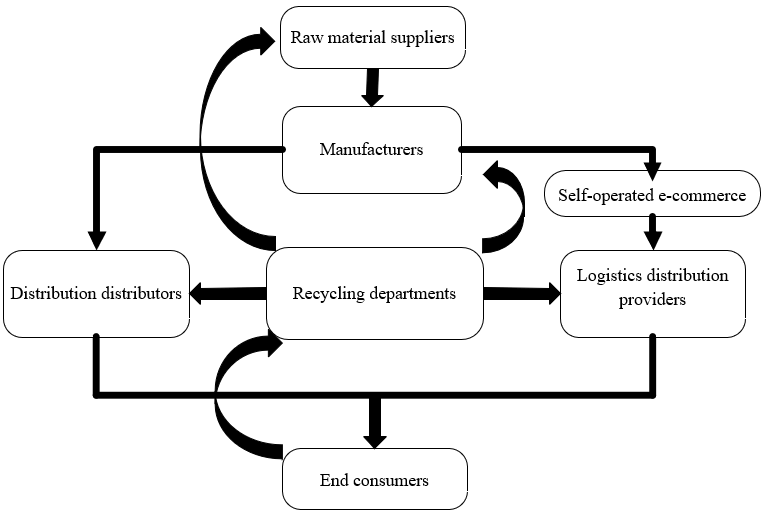 Raw material suppliers
Manufacturers
Self-operated e-commerce
Distribution distributors
Recycling departments
Logistics distribution
providers
End consumers